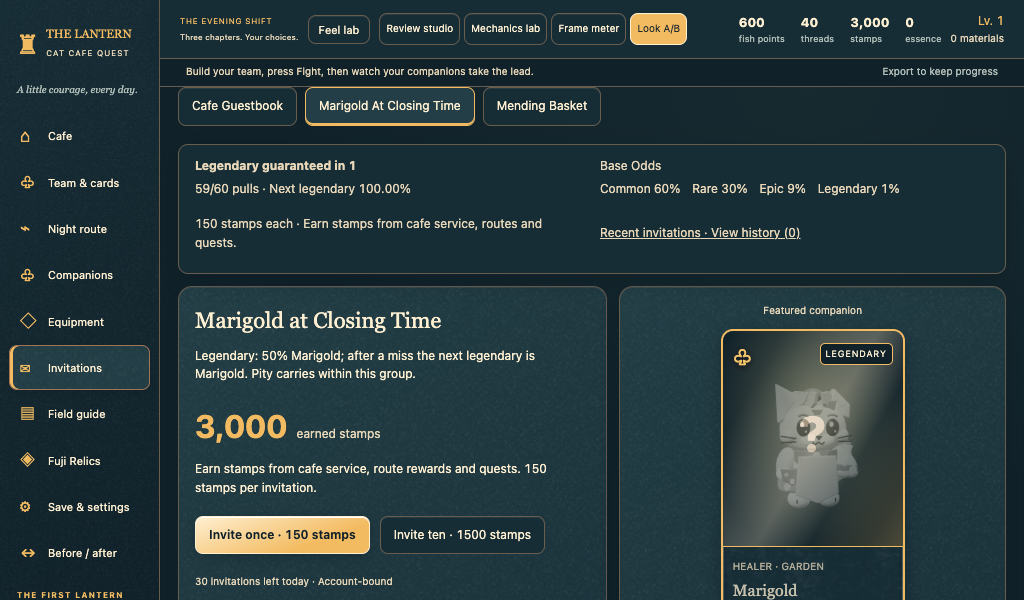 THE LANTERN
CAT CAFE QUEST
A little courage, every day.
Cafe
Team & cards
Night route
Companions
Equipment
Invitations
Field guide
Fuji Relics
Save & settings
Before / after
THE FIRST LANTERN
THE EVENING SHIFT
Three chapters. Your choices.
Feel lab
Review studio
Mechanics lab
Frame meter
Look A/B
600
fish points
40
threads
3,000
stamps
0
essence
Lv. 1
0 materials
Build your team, press Fight, then watch your companions take the lead.
Export to keep progress
Cafe Guestbook
Marigold At Closing Time
Mending Basket
Legendary guaranteed in 1
59/60 pulls · Next legendary 100.00%
150 stamps each · Earn stamps from cafe service, routes and
quests.
Base Odds
Common 60% Rare 30% Epic 9% Legendary 1%
Recent invitations · View history (0)
Marigold at Closing Time
Legendary: 50% Marigold; after a miss the next legendary is
Marigold. Pity carries within this group.
3,000 earned stamps
Earn stamps from cafe service, route rewards and quests. 150
stamps per invitation.
Invite once · 150 stamps
Invite ten · 1500 stamps
30 invitations left today · Account-bound
Featured companion
LEGENDARY
?
HEALER · GARDEN
Marigold